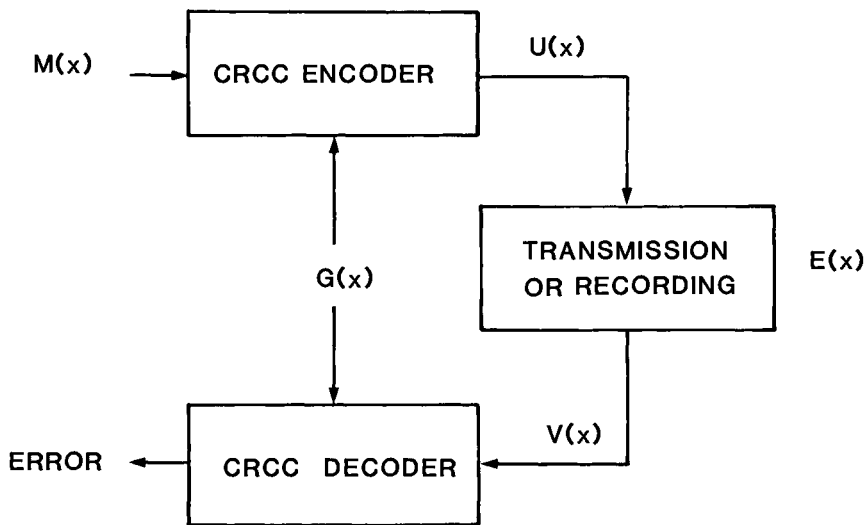 M(x)
CRCC ENCODER
U(x)
TRANSMISSION
OR RECORDING
E(x)
G(x)
V(x)
ERROR
CRCC DECODER